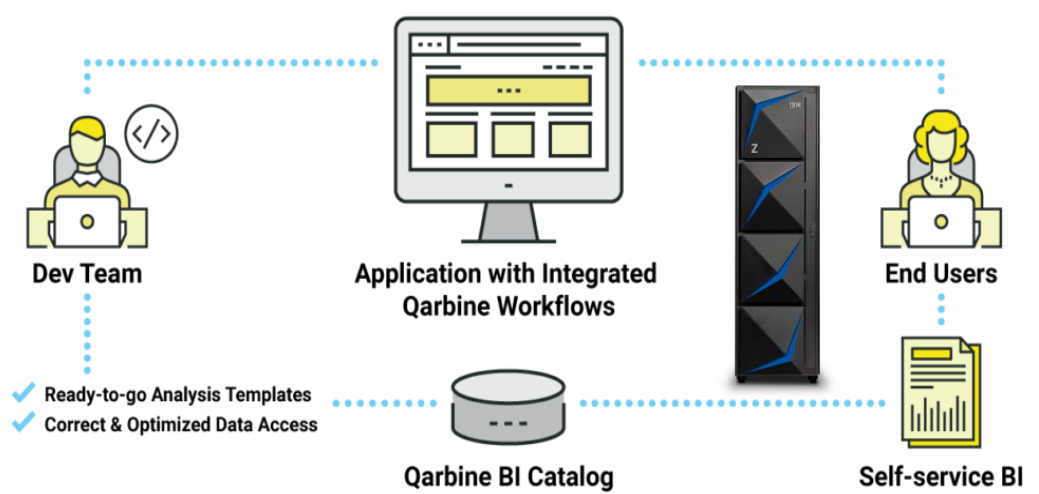 </>
IBM
Z
Dev Team
Application with Integrated
Qarbine Workflows
End Users
Ready-to-go Analysis Templates
Correct & Optimized Data Access
Qarbine BI Catalog
Self-service BI